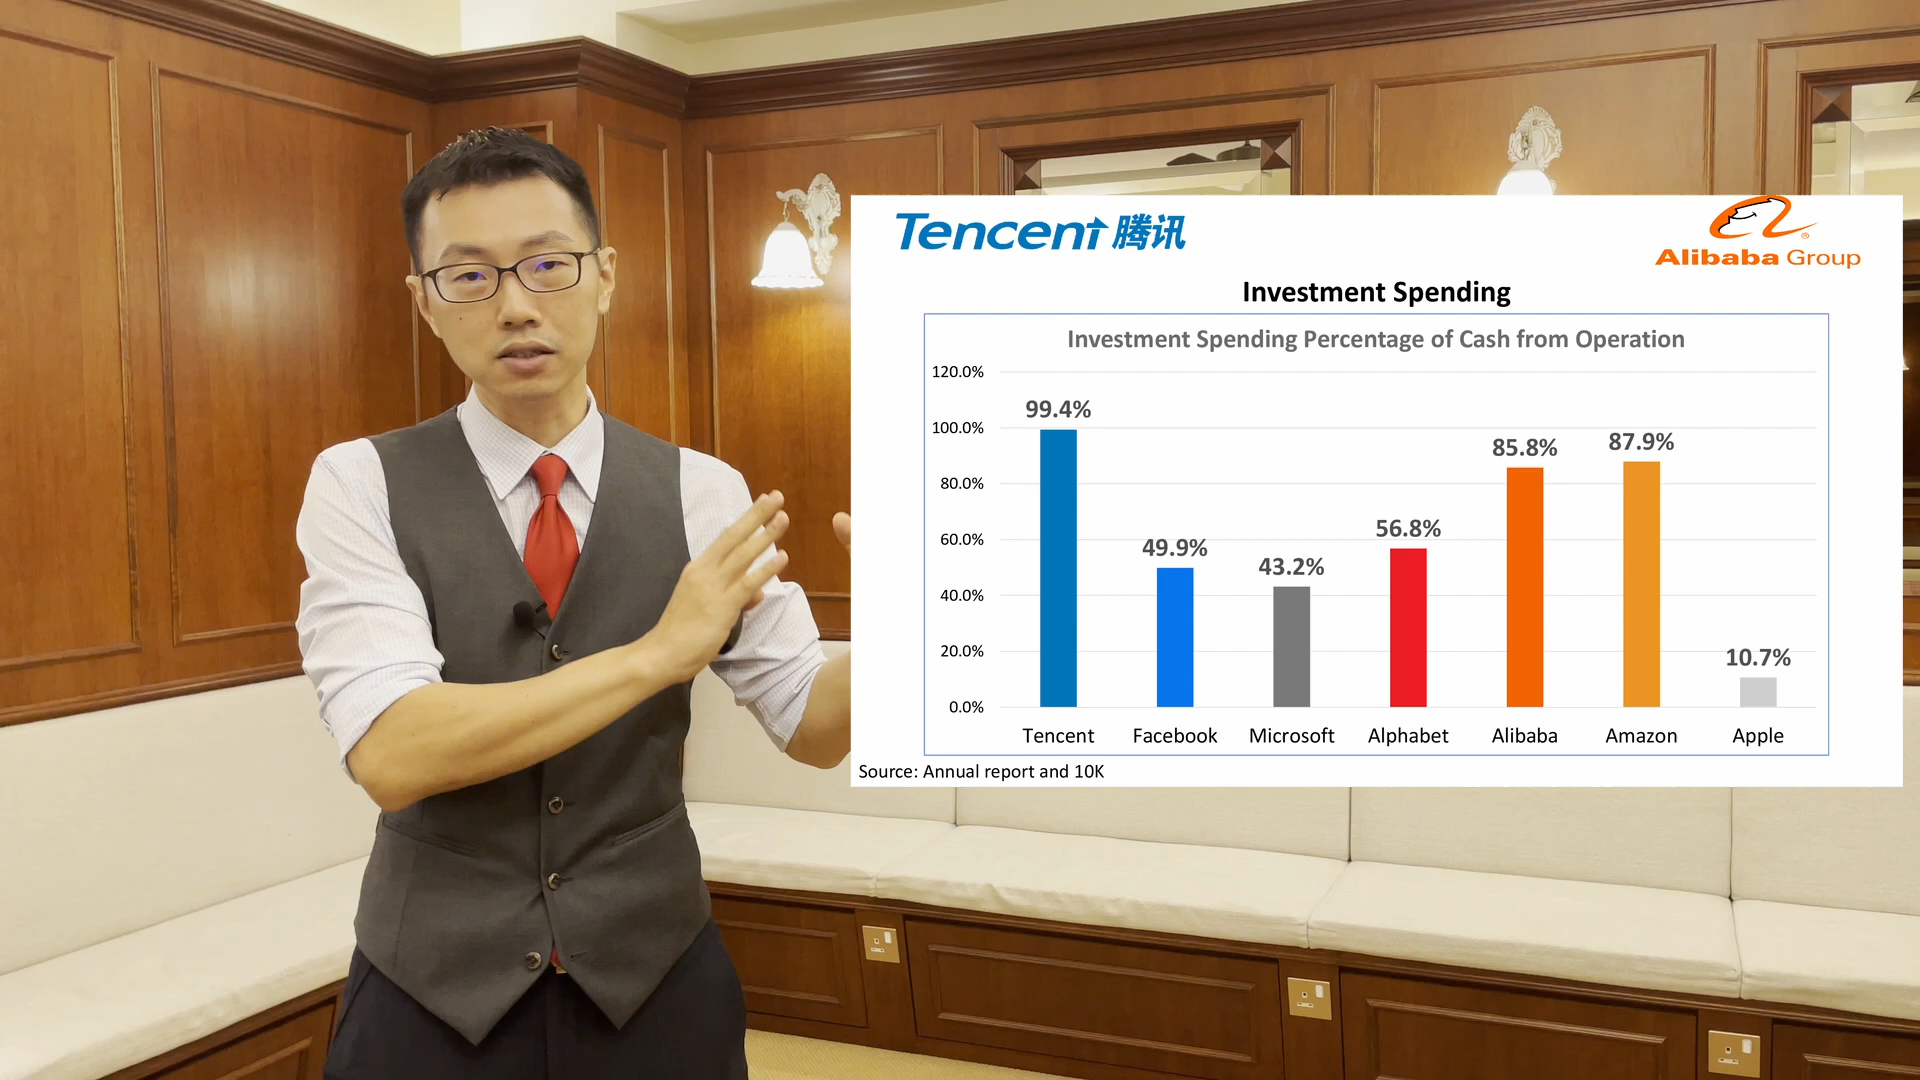 Tencent 腾讯
Alibaba Group
Investment Spending
Investment Spending Percentage of Cash from Operation
120.0%
100.0%
80.0%
60.0%
40.0%
20.0%
0.0%
99.4%
49.9%
43.2%
56.8%
85.8%
87.9%
10.7%
Tencent Facebook Microsoft Alphabet Alibaba Amazon Apple
Source: Annual report and 10K